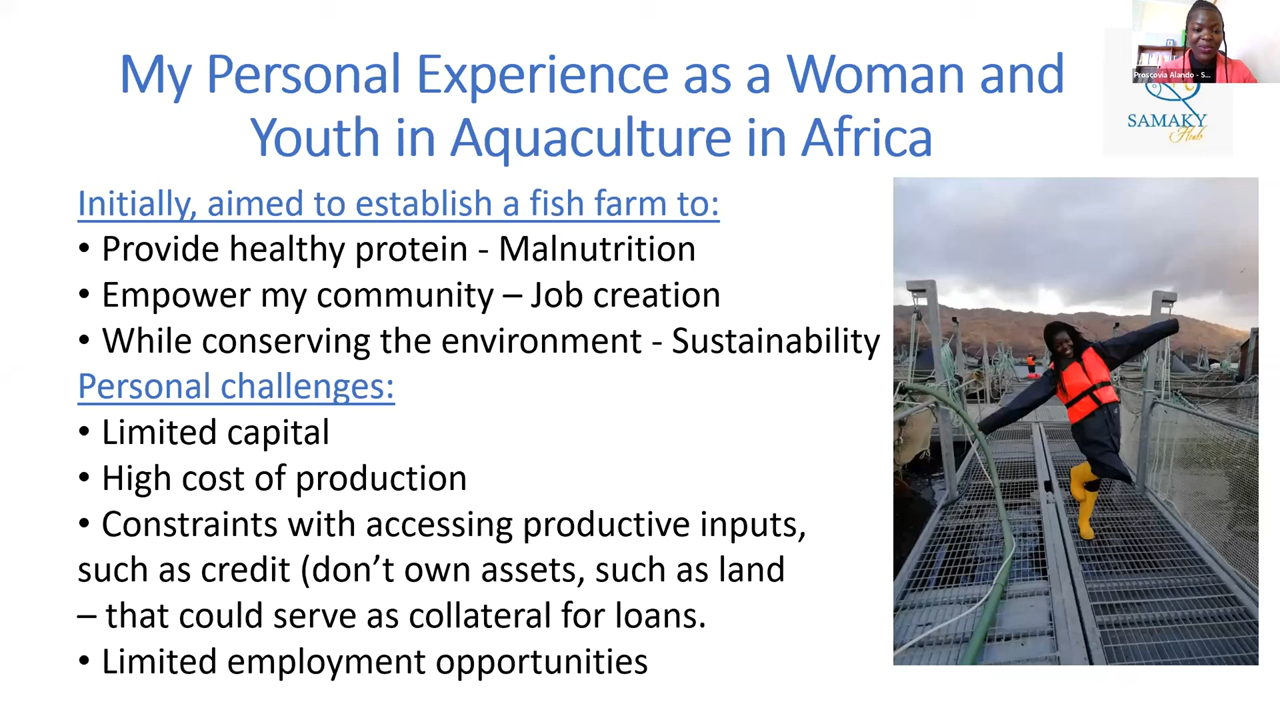 My Personal Experience as a Woman and
Youth in Aquaculture in Africa
Proscovia Alando - S...
SAMAKY
Hub
Initially, aimed to establish a fish farm to:
• Provide healthy protein - Malnutrition
• Empower my community – Job creation
• While conserving the environment - Sustainability
Personal challenges:
• Limited capital
• High cost of production
• Constraints with accessing productive inputs,
such as credit (don’t own assets, such as land
– that could serve as collateral for loans.
• Limited employment opportunities